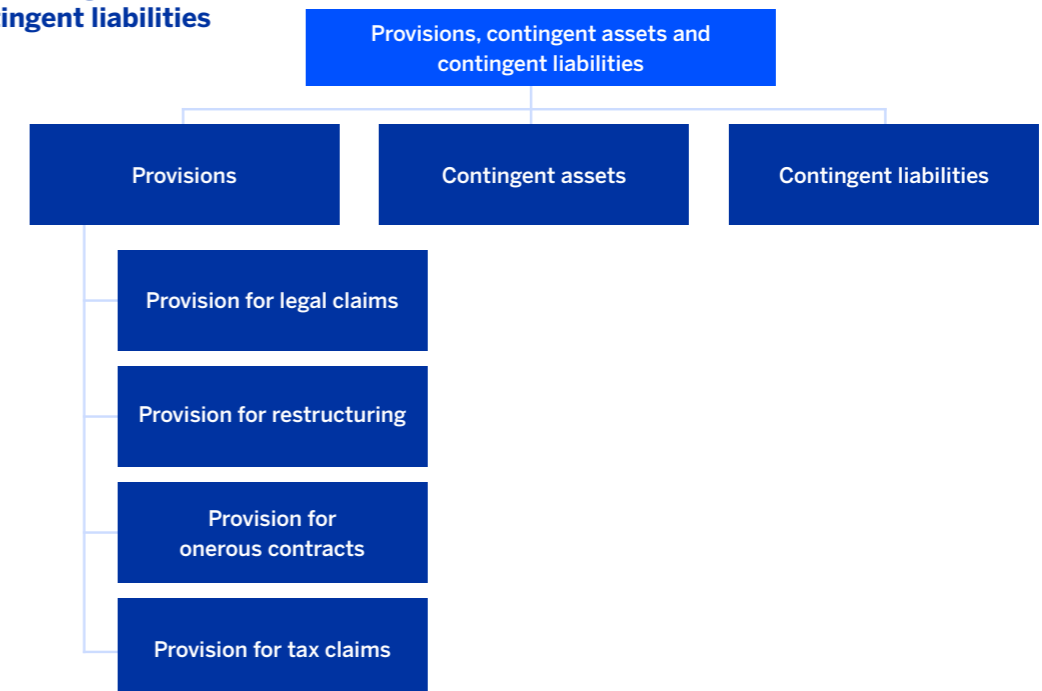 contingent liabilities
Provisions, contingent assets and
contingent liabilities
Provisions
Contingent assets
Contingent liabilities
Provision for legal claims
Provision for restructuring
Provision for
onerous contracts
Provision for tax claims